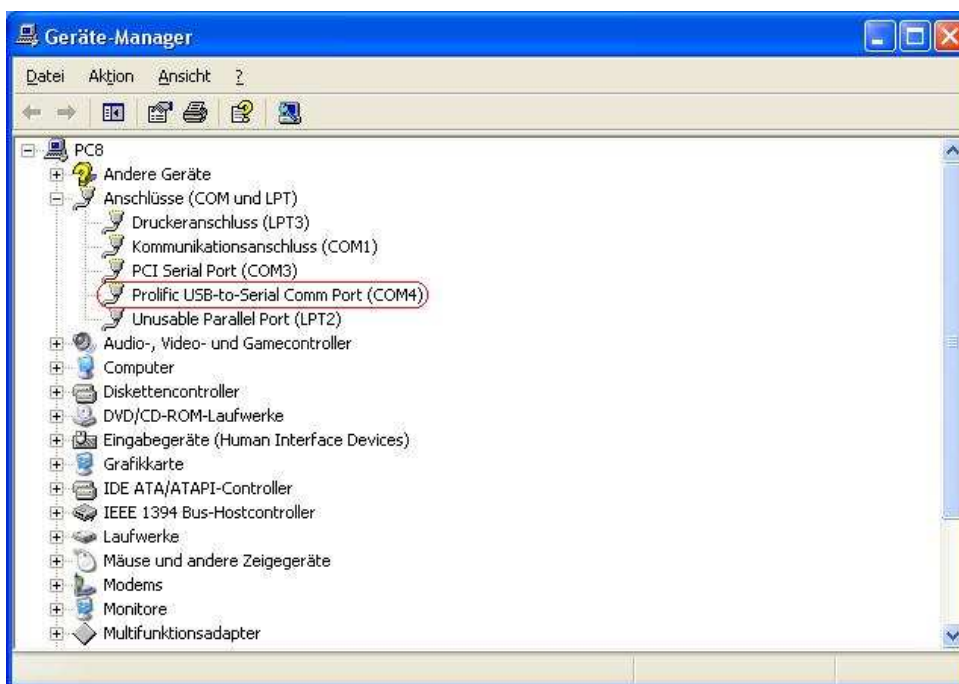 Geräte-Manager
Datei Aktion Ansicht ?
PC8
Andere Geräte
Anschlüsse (COM und LPT)
Druckeranschluss (LPT3)
Kommunikationsanschluss (COM1)
PCI Serial Port (COM3)
Prolific USB-to-Serial Comm Port (COM4)
Unusable Parallel Port (LPT2)
Audio-, Video- und Gamecontroller
Computer
Diskettencontroller
DVD/CD-ROM-Laufwerke
Eingabegeräte (Human Interface Devices)
Grafikkarte
IDE ATA/ATAPI-Controller
IEEE 1394 Bus-Hostcontroller
Laufwerke
Mäuse und andere Zeigegeräte
Modems
Monitore
Multifunktionsadapter